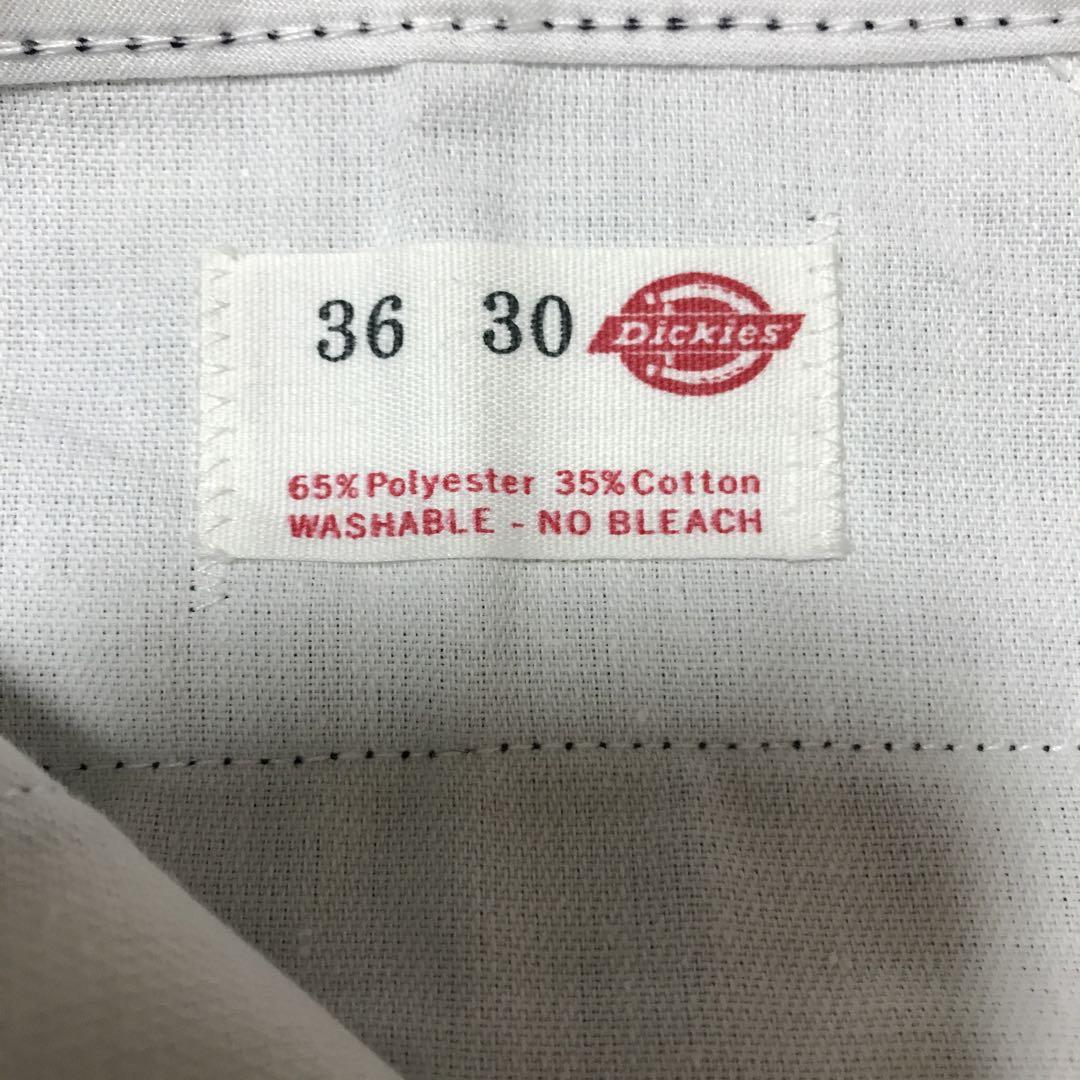 36 30 Dickies
65% Polyester 35% Cotton
WASHABLE - NO BLEACH